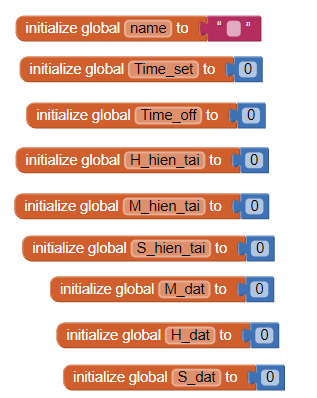 initialize global name to “ ”
initialize global Time_set to 0
initialize global Time_off to 0
initialize global H_hien_tai to 0
initialize global M_hien_tai to 0
initialize global S_hien_tai to 0
initialize global M_dat to 0
initialize global H_dat to 0
initialize global S_dat to 0